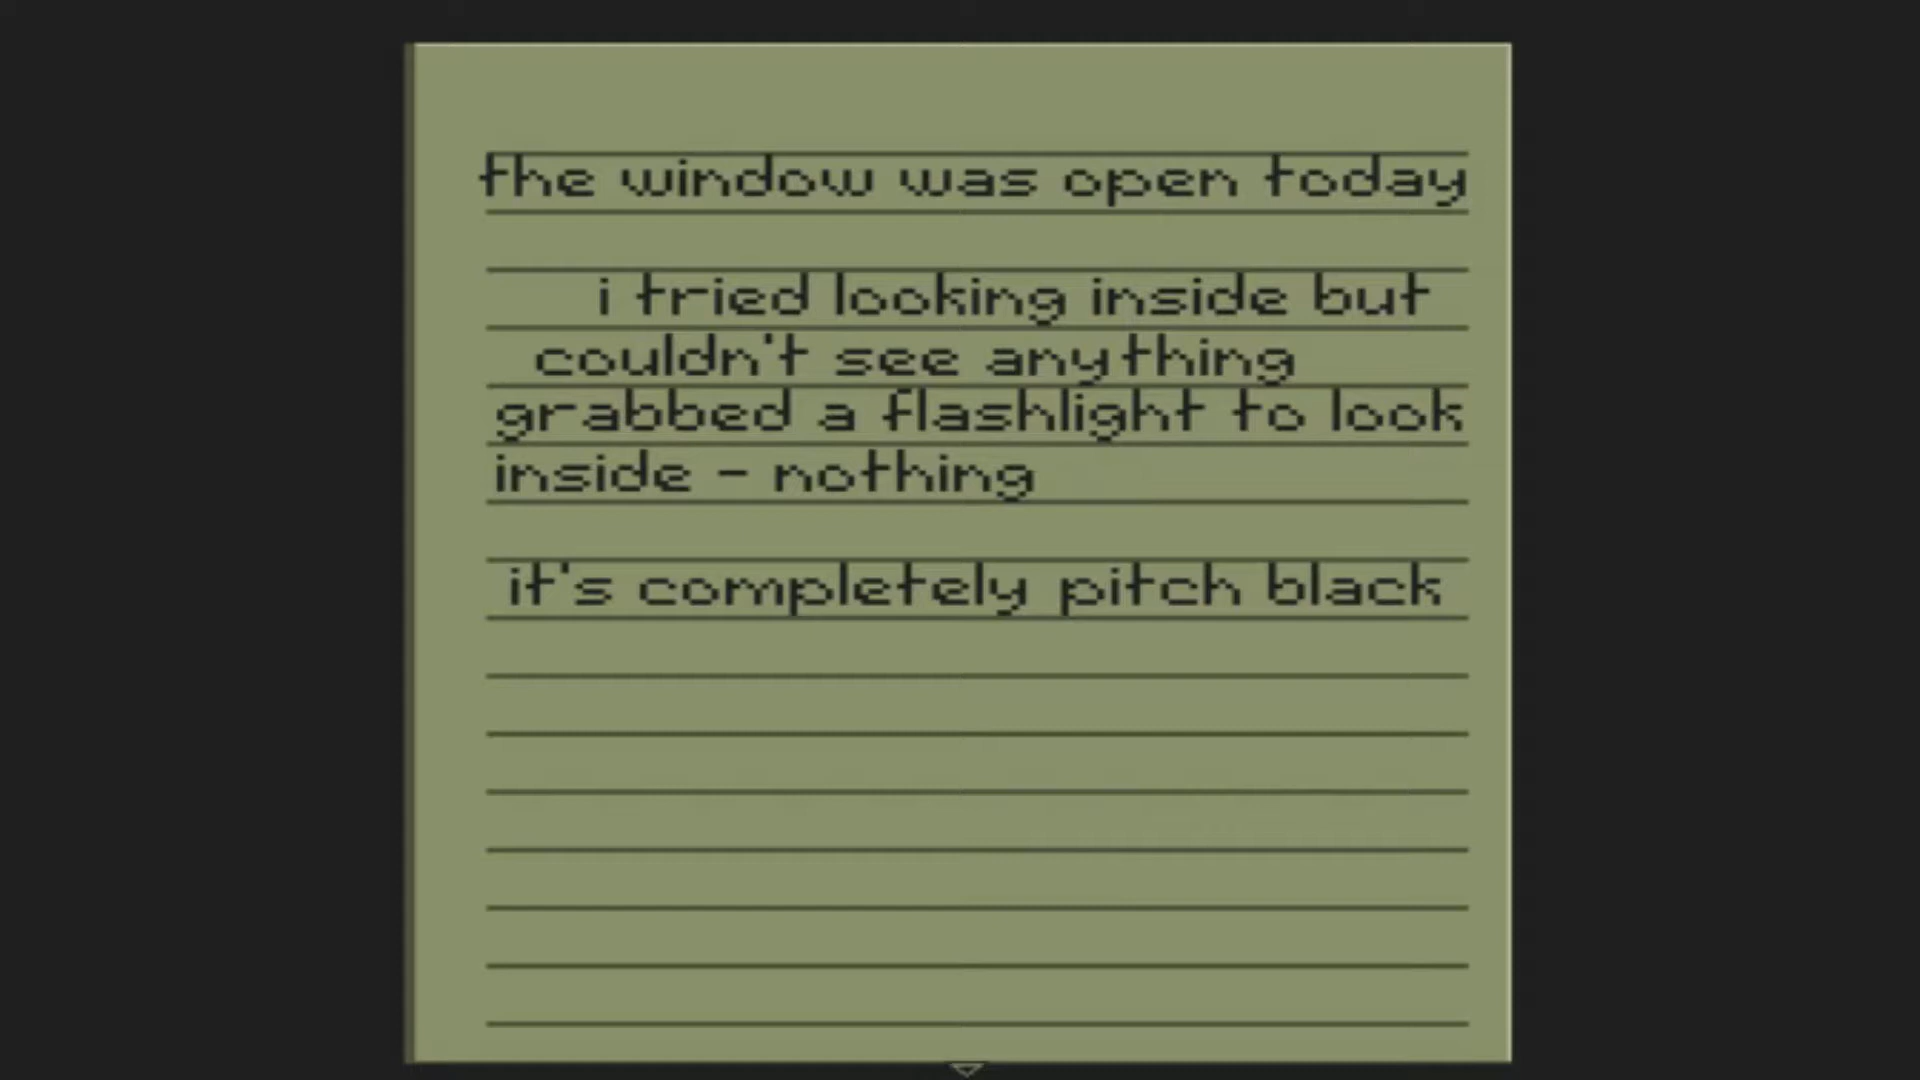 the window was open today
i tried looking inside but
couldn't see anything
grabbed a flashlight to look
inside - nothing
it's completely pitch black